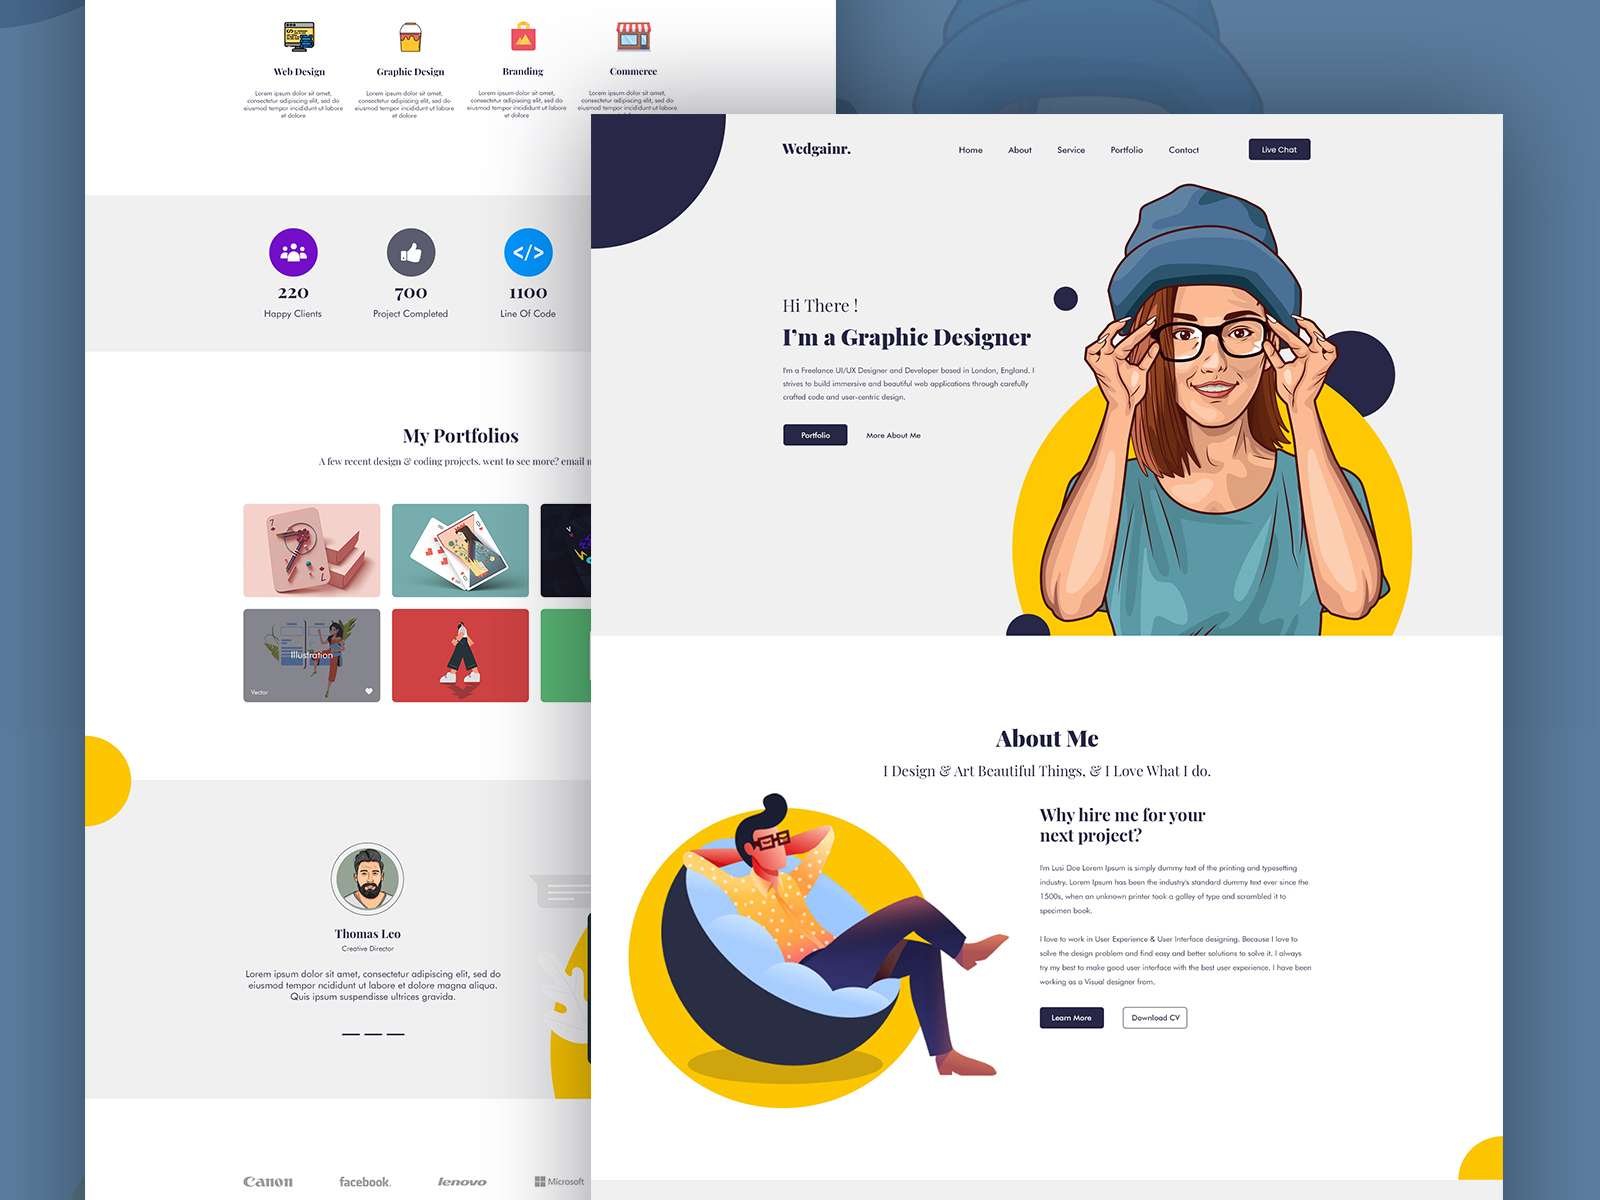 Web Design
Graphic Design
Branding
Commerce
Lorem ipsum dolor sit amet,
consectetur adipiscing elit, sed do
eiusmod tempor incididunt ut labore
et dolore
Lorem ipsum dolor sit amet,
consectetur adipiscing elit, sed do
eiusmod tempor incididunt ut labore
et dolore
Lorem ipsum dolor sit amet,
consectetur adipiscing elit, sed do
eiusmod tempor incididunt ut labore
et dolore
Lorem ipsum dolor sit amet,
consectetur adipiscing elit, sed do
eiusmod tempor incididunt ut labore
220
Happy Clients
700
Project Completed
1100
Line Of Code
My Portfolios
A few recent design & coding projects. went to see more? email
Illustration
Vector
Thomas Leo
Creative Director
Lorem ipsum dolor sit amet, consectetur adipiscing elit, sed do
eiusmod tempor ncididunt ut labore et dolore magna aliqua.
Quis ipsum suspendisse ultrices gravida.
Canon
facebook.
lenovo
Microsoft
Wedgainr.
Home
About
Service
Portfolio
Contact
Live Chat
Hi There !
I'm a Graphic Designer
I'm a Freelance UI/UX Designer and Developer based in London, England. I
strives to build immersive and beautiful web applications through carefully
crafted code and user-centric design.
Portfolio
More About Me
About Me
I Design & Art Beautiful Things, & I Love What I do.
Why hire me for your
next project?
I'm Lusi Doe Lorem Ipsum is simply dummy text of the printing and typesetting
industry. Lorem Ipsum has been the industry's standard dummy text ever since the
1500s, when an unknown printer took a galley of type and scrambled it to
specimen book.
I love to work in User Experience & User Interface designing. Because I love to
solve the design problem and find easy and better solutions to solve it. I always
try my best to make good user interface with the best user experience. I have been
working as a Visual designer from.
Learn More
Download CV